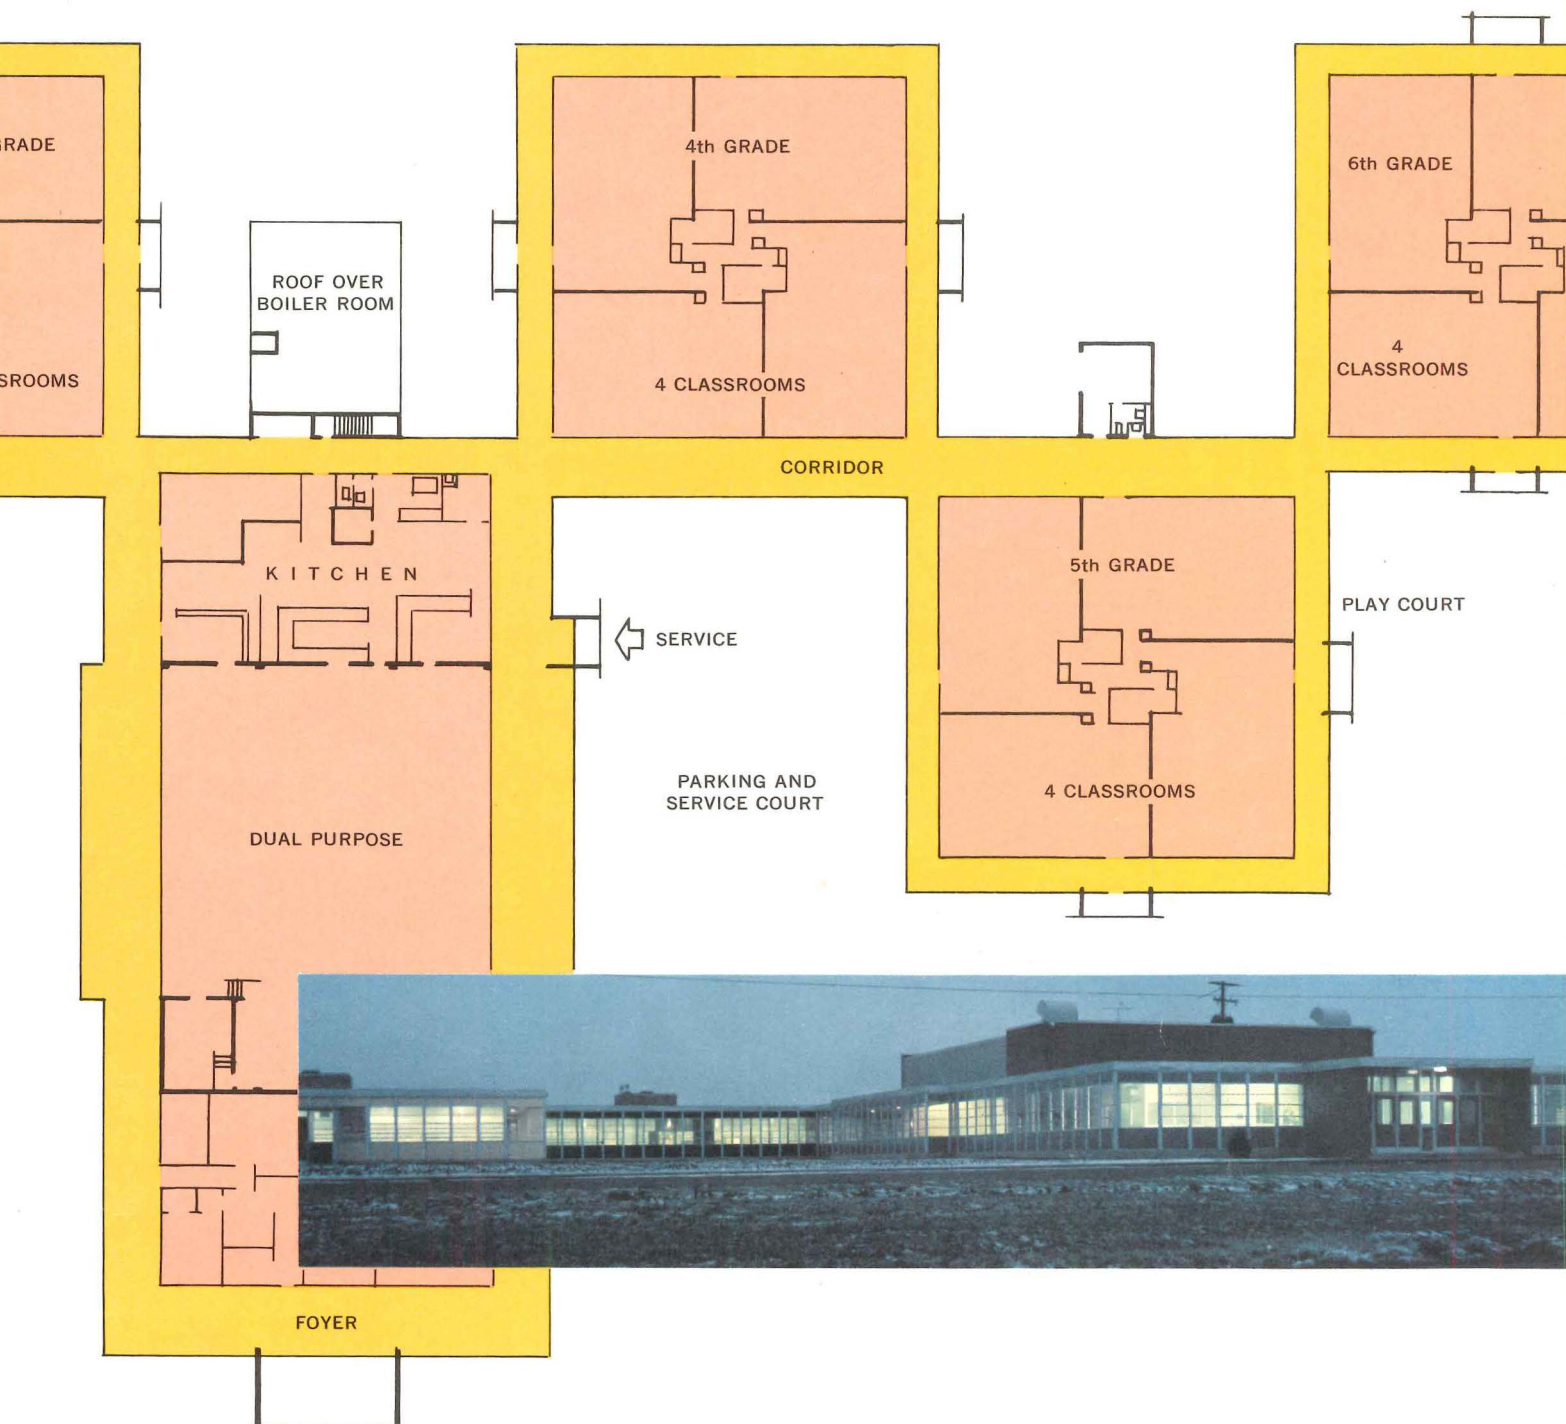 GRADE
4th GRADE
6th GRADE
ROOF OVER
BOILER ROOM
4
CLASSROOMS
SROOMS
4 CLASSROOMS
CORRIDOR
KITCHEN
5th GRADE
PLAY COURT
SERVICE
PARKING AND
SERVICE COURT
4 CLASSROOMS
DUAL PURPOSE
FOYER